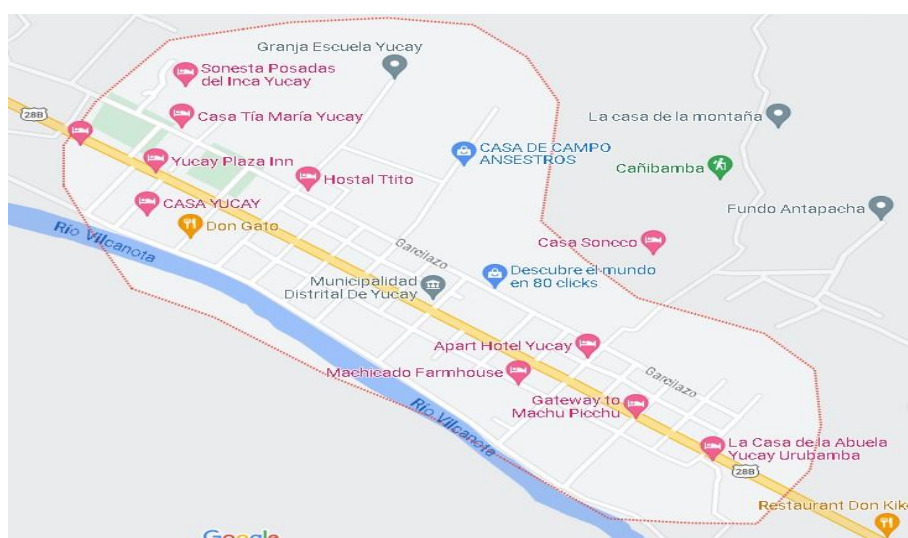 Granja Escuela Yucay
Sonesta Posadas
del Inca Yucay
28B
Casa Tía María Yucay
La casa de la montaña
CASA DE CAMPO
ANSESTROS
Yucay Plaza Inn
Cañibamba
Hostal Ttito
CASA YUCAY
Fundo Antapacha
Don Gato
Río Vilcanota
Casa Soncco
Garcilazo
Descubre el mundo
en 80 clicks
Municipalidad
Distrital De Yucay
Apart Hotel Yucay
Machicado Farmhouse
Garcilazo
Gateway to
Machu Picchu
Río Vilcanota
La Casa de la Abuela
Yucay Urubamba
28B
Restaurant Don Kik
Google